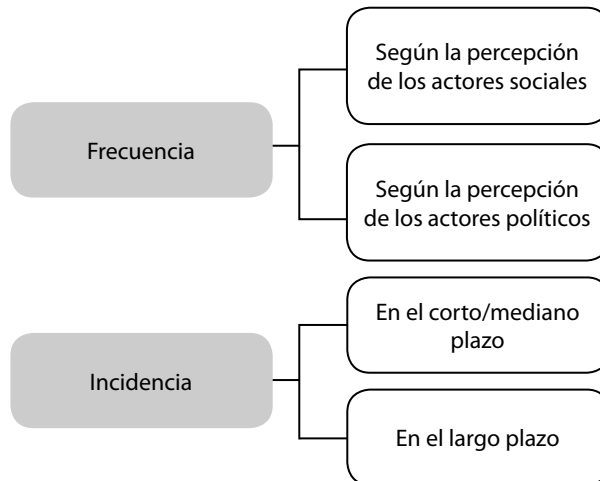 Frecuencia
Según la percepción
de los actores sociales
Según la percepción
de los actores políticos
Incidencia
En el corto/mediano
plazo
En el largo plazo